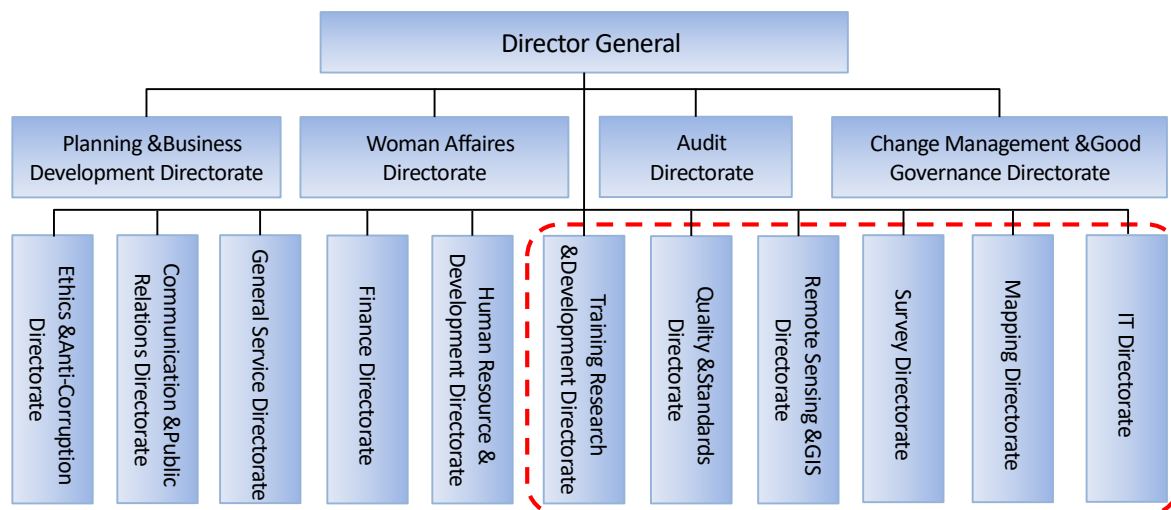 Director General
Planning &Business
Development Directorate
Woman Affaires
Directorate
Audit
Directorate
Change Management &Good
Governance Directorate
Ethics &Anti-Corruption
Directorate
Communication &Public
Relations Directorate
General Service Directorate
Finance Directorate
Human Resource &
Development Directorate
Training Research
&Development Directorate
Quality &Standards
Directorate
Remote Sensing &GIS
Directorate
Survey Directorate
Mapping Directorate
IT Directorate